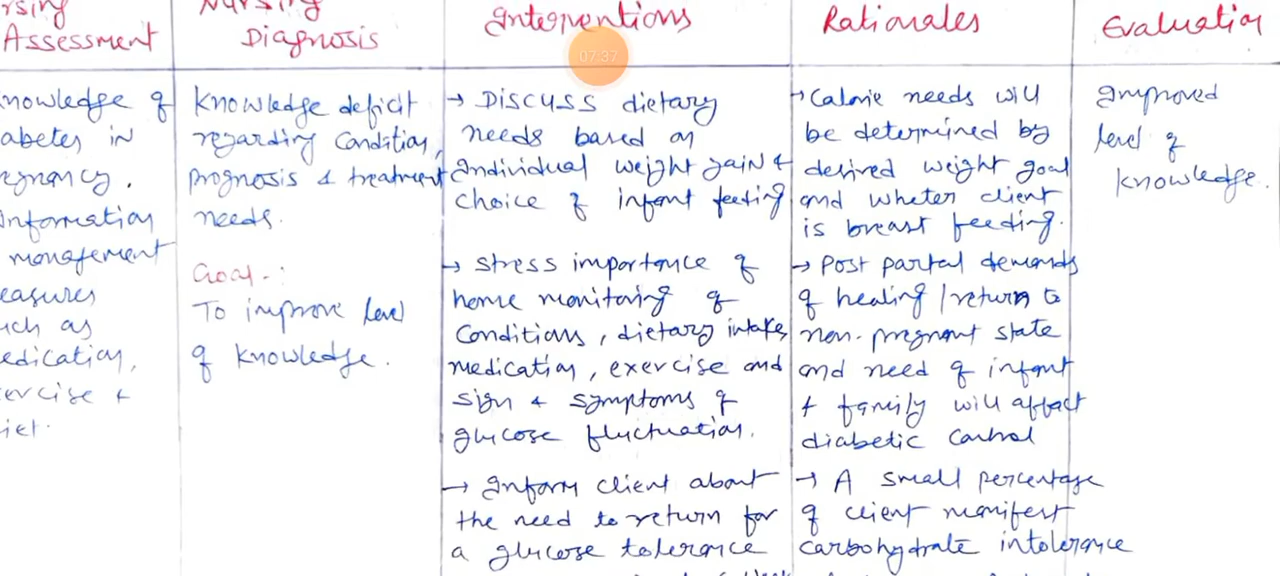 Assessment
Nursing
Diagnosis
Interventions
Rationales
Evaluation
07:37
knowledge of
abetes in
egnancy.
Information
management
easures
uch as
edication,
ercise &
iet.
Knowledge deficit
regarding Condition,
prognosis & treatment
needs.
Goal-:
To improve level
of knowledge.
→ Discuss dietary
needs based on
individual weight gain &
choice of infant feeding
→ stress importance of
home monitoring of
Conditions, dietary intake,
medication, exercise and
sign & symptoms of
glucose fluctuation.
→ Inform client about
the need to return for
a glucose tolerance
→ Calorie needs will
be determined by
desired weight goal
and wheter client
is breast feeding.
→ Post partal demands
of healing / return to
non-pregnant state
and need of infant
& family will affect
diabetic control
→ A small percentage
of client manifest
carbohydrate intolerance
Improved
level of
knowledge.